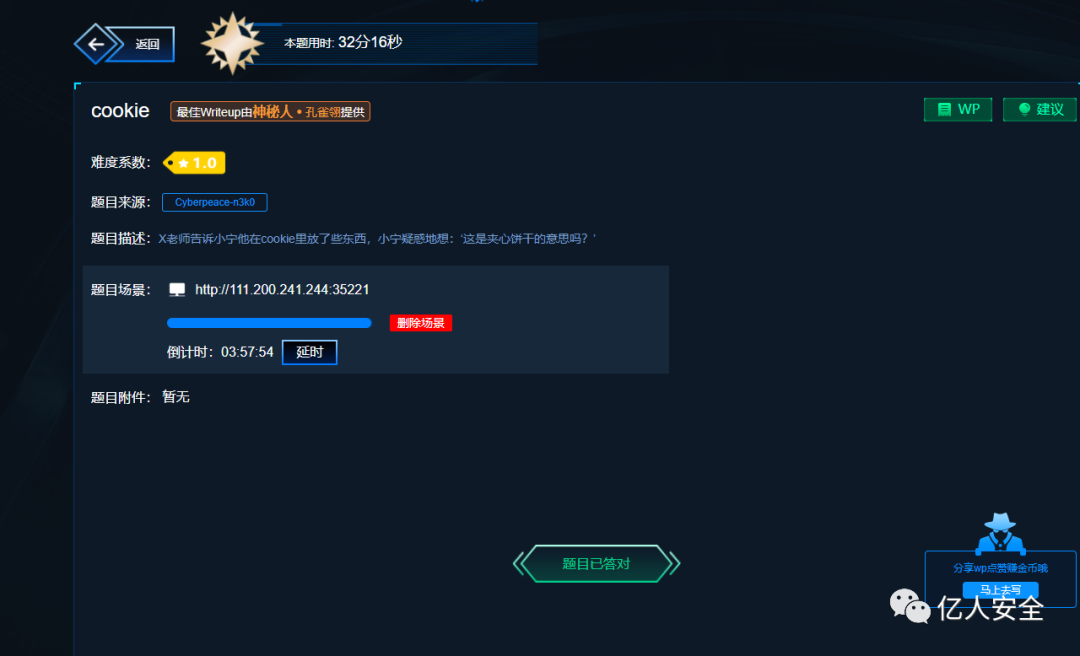 返回
本题用时: 32分16秒
cookie
最佳Writeup由神秘人 • 孔雀翎提供
WP
建议
难度系数：
1.0
题目来源：
Cyberpeace-n3k0
题目描述：X老师告诉小宁他在cookie里放了些东西，小宁疑惑地想：‘这是夹心饼干的意思吗？’
题目场景：
http://111.200.241.244:35221
删除场景
倒计时：03:57:54
延时
题目附件：暂无
题目已答对
分享wp点赞赚金币哦
马上去写
亿人安全